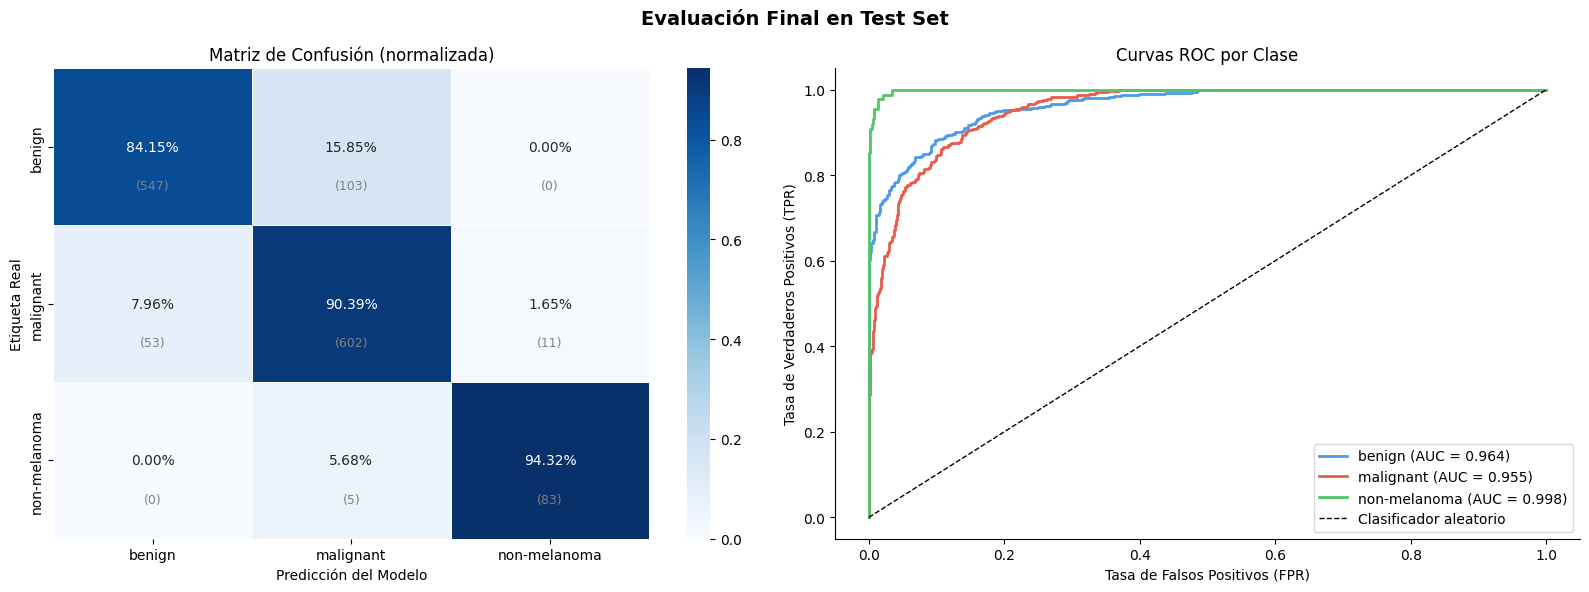 Evaluación Final en Test Set
Matriz de Confusión (normalizada)
Etiqueta Real
benign
malignant
non-melanoma
84.15%
(547)
15.85%
(103)
0.00%
(0)
7.96%
(53)
90.39%
(602)
1.65%
(11)
0.00%
(0)
5.68%
(5)
94.32%
(83)
benign
malignant
non-melanoma
Predicción del Modelo
0.8
0.6
0.4
0.2
0.0
Curvas ROC por Clase
Tasa de Verdaderos Positivos (TPR)
1.0
0.8
0.6
0.4
0.2
0.0
benign (AUC = 0.964)
malignant (AUC = 0.955)
non-melanoma (AUC = 0.998)
Clasificador aleatorio
0.0
0.2
0.4
0.6
0.8
1.0
Tasa de Falsos Positivos (FPR)